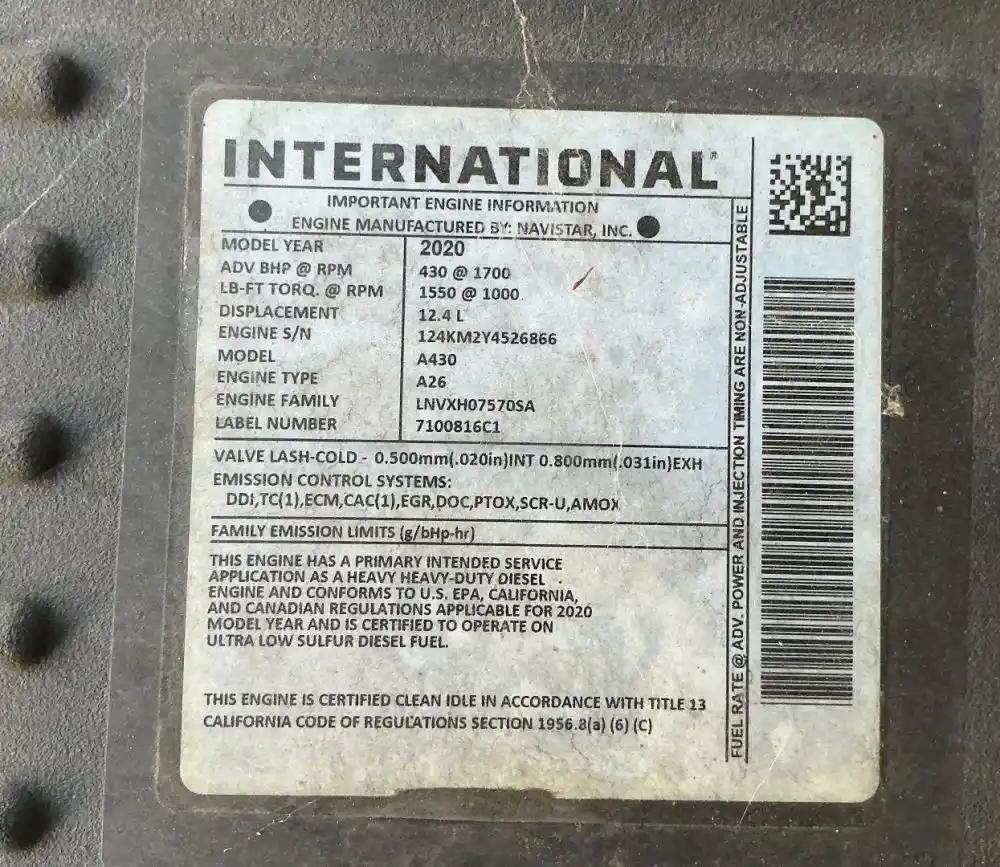 INTERNATIONAL®
IMPORTANT ENGINE INFORMATION
ENGINE MANUFACTURED BY: NAVISTAR, INC.
MODEL YEAR 2020
ADV BHP @ RPM 430 @ 1700
LB-FT TORQ. @ RPM 1550 @ 1000
DISPLACEMENT 12.4 L
ENGINE S/N 124KM2Y4526866
MODEL A430
ENGINE TYPE A26
ENGINE FAMILY LNVXH07570SA
LABEL NUMBER 7100816C1
VALVE LASH-COLD - 0.500mm(.020in)INT 0.800mm(.031in)EXH
EMISSION CONTROL SYSTEMS:
DDI,TC(1),ECM,CAC(1),EGR,DOC,PTOX,SCR-U,AMOX
FAMILY EMISSION LIMITS (g/bHp-hr)
THIS ENGINE HAS A PRIMARY INTENDED SERVICE
APPLICATION AS A HEAVY HEAVY-DUTY DIESEL
ENGINE AND CONFORMS TO U.S. EPA, CALIFORNIA,
AND CANADIAN REGULATIONS APPLICABLE FOR 2020
MODEL YEAR AND IS CERTIFIED TO OPERATE ON
ULTRA LOW SULFUR DIESEL FUEL.
THIS ENGINE IS CERTIFIED CLEAN IDLE IN ACCORDANCE WITH TITLE 13
CALIFORNIA CODE OF REGULATIONS SECTION 1956.8(a) (6) (C)
FUEL RATE @ ADV. POWER AND INJECTION TIMING ARE NON-ADJUSTABLE